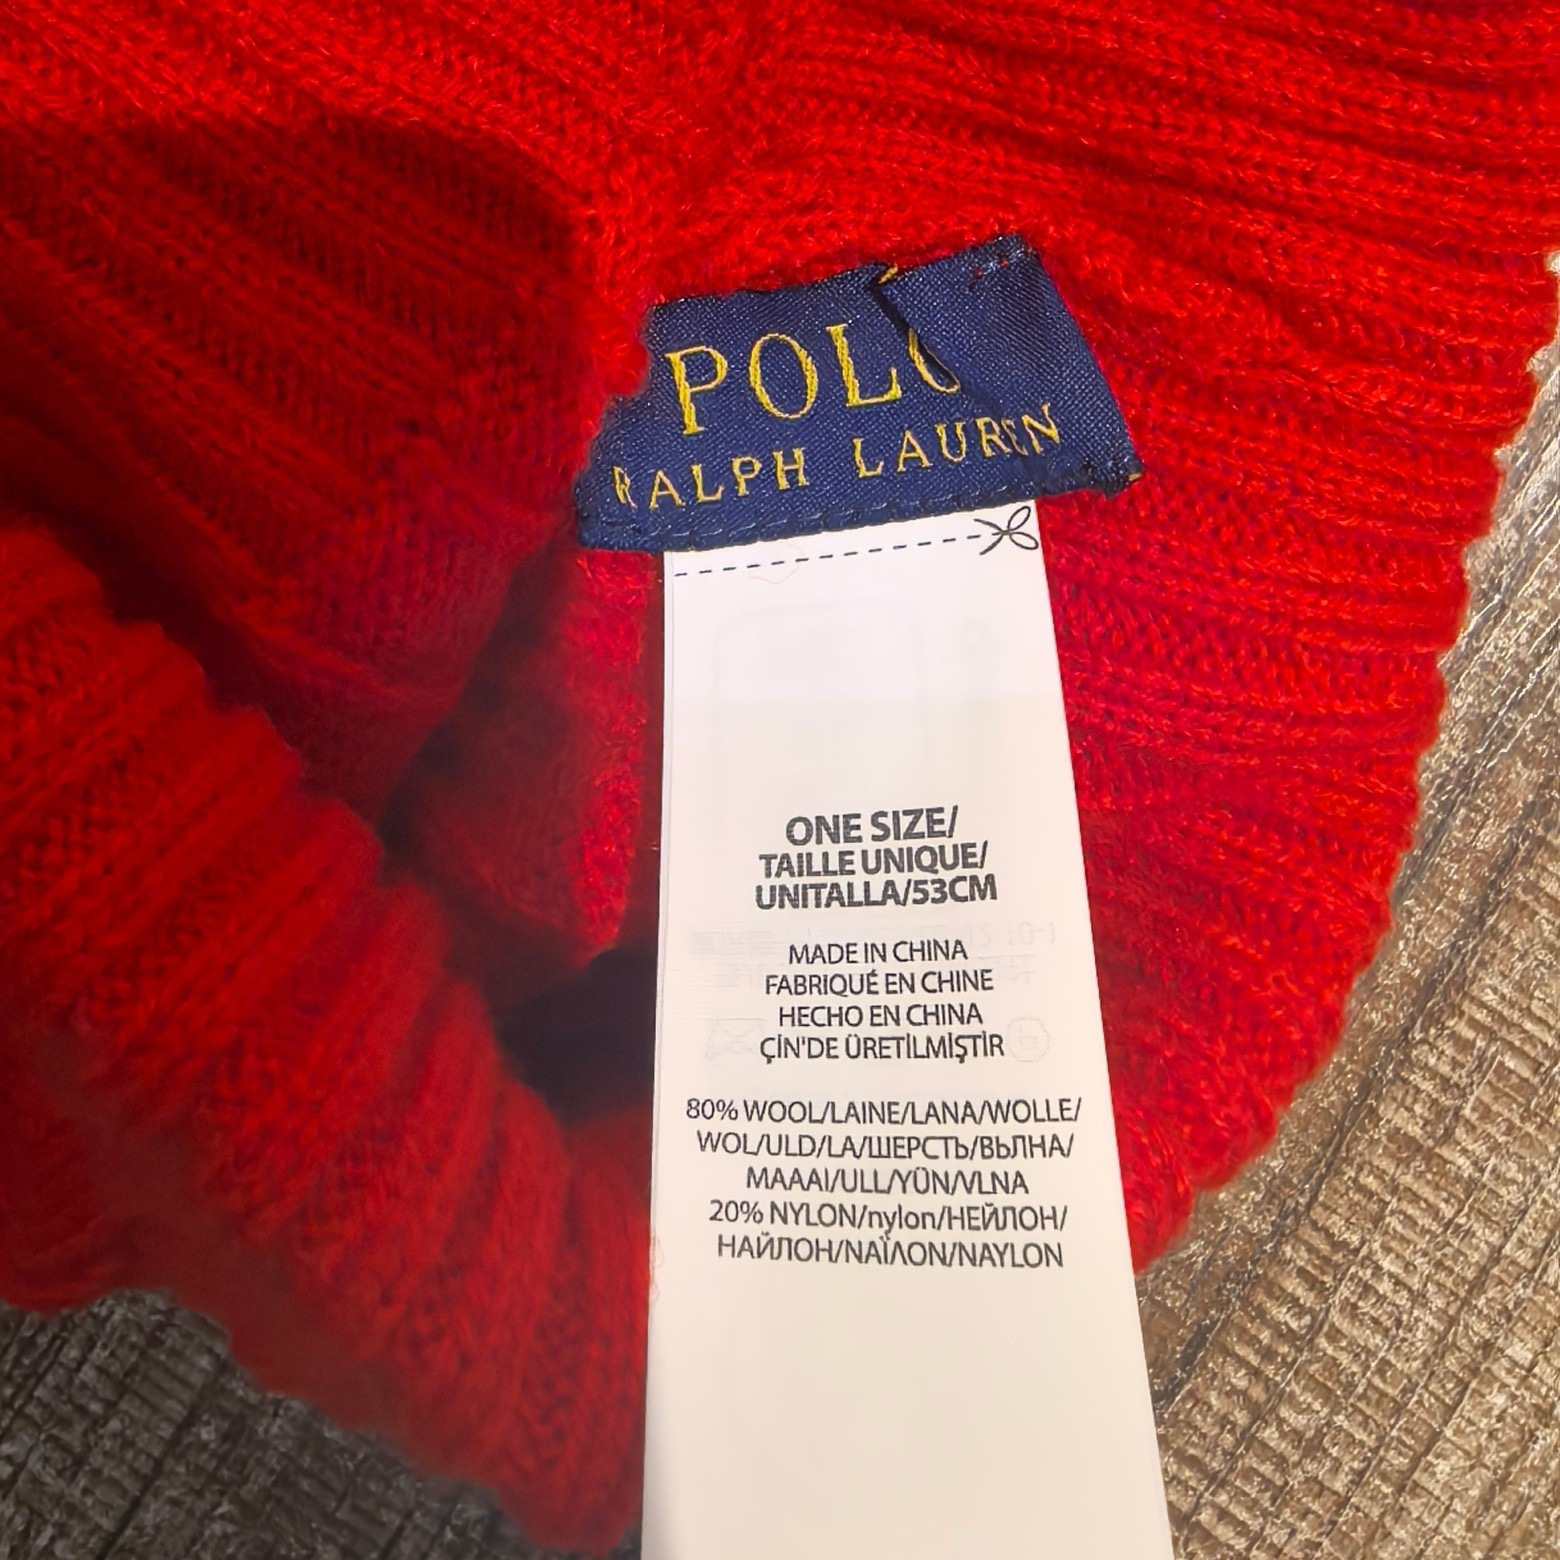 POLO
RALPH LAUREN
ONE SIZE/
TAILLE UNIQUE/
UNITALLA/53CM
MADE IN CHINA
FABRIQUÉ EN CHINE
HECHO EN CHINA
ÇİN'DE ÜRETİLMİŞTİR
80% WOOL/LAINE/LANA/WOLLE/
WOL/ULD/LA/ШЕРСТЬ/ВЬЛНА/
ΜΑΛΛΙ/ULL/YÜN/VLNA
20% NYLON/nylon/НЕЙЛОН/
НАЙЛОН/ΝΑΪΛΟΝ/NAYLON